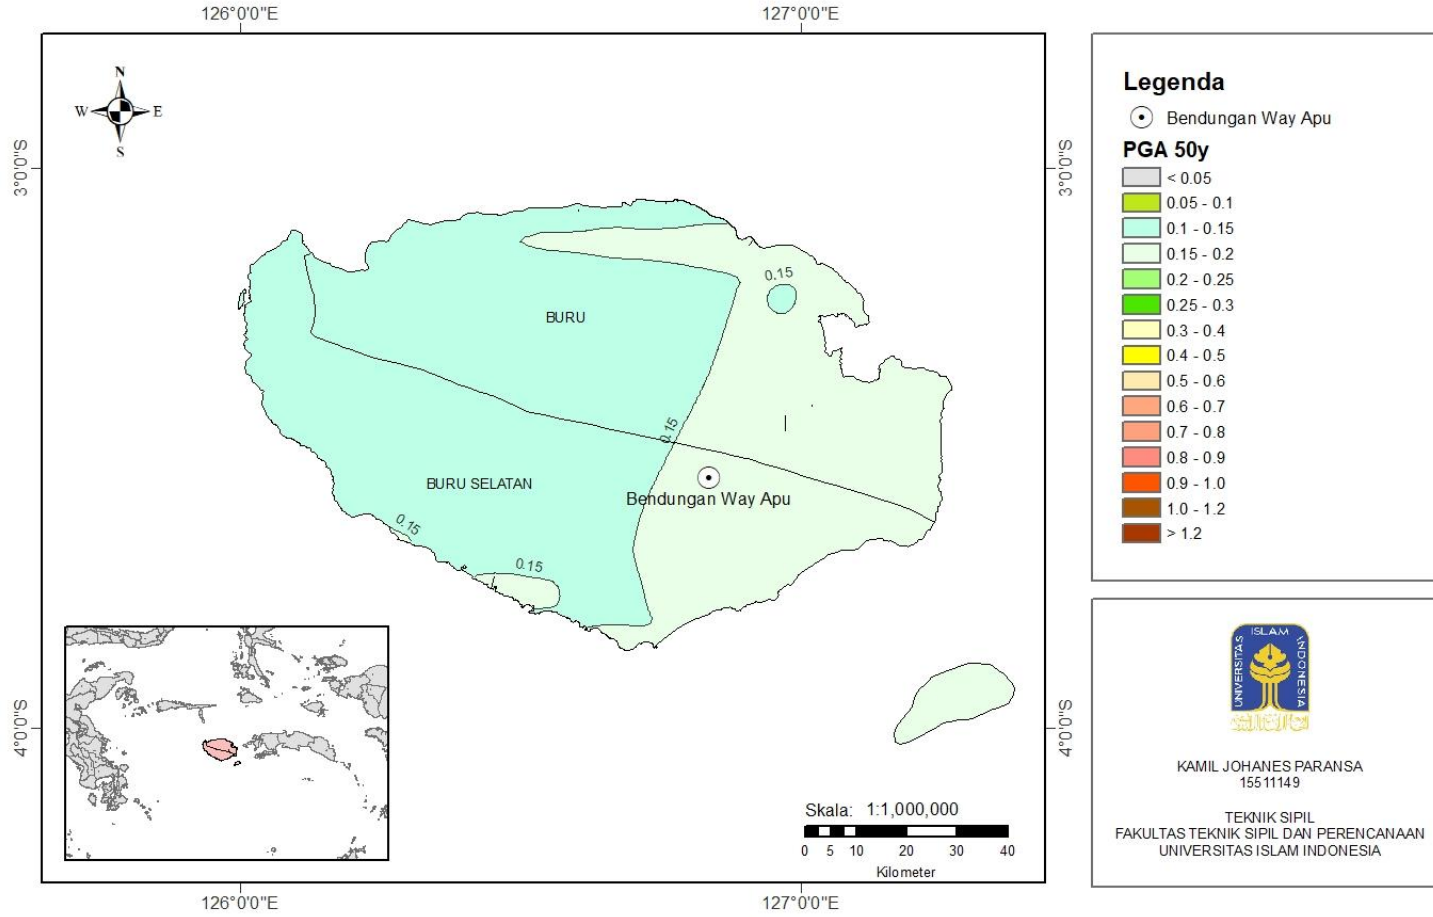 126°0'0"E
127°0'0"E
N
W
E
S
3°0'0"S
3°0'0"S
0.15
BURU
0.15
BURU SELATAN
Bendungan Way Apu
0.15
0.15
4°0'0"S
4°0'0"S
Skala: 1:1,000,000
0 5 10 20 30 40
Kilometer
126°0'0"E
127°0'0"E
Legenda
Bendungan Way Apu
PGA 50y
< 0.05
0.05 - 0.1
0.1 - 0.15
0.15 - 0.2
0.2 - 0.25
0.25 - 0.3
0.3 - 0.4
0.4 - 0.5
0.5 - 0.6
0.6 - 0.7
0.7 - 0.8
0.8 - 0.9
0.9 - 1.0
1.0 - 1.2
> 1.2
UNIVERSITAS
ISLAM
INDONESIA
KAMIL JOHANES PARANSA
15511149
TEKNIK SIPIL
FAKULTAS TEKNIK SIPIL DAN PERENCANAAN
UNIVERSITAS ISLAM INDONESIA